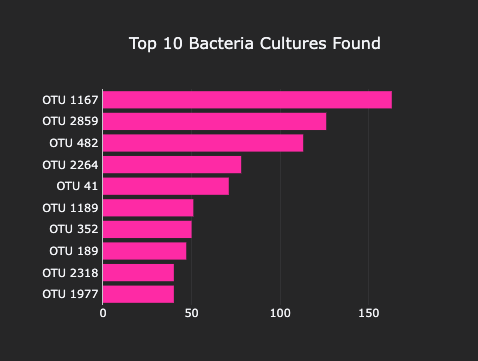 Top 10 Bacteria Cultures Found
OTU 1167
OTU 2859
OTU 482
OTU 2264
OTU 41
OTU 1189
OTU 352
OTU 189
OTU 2318
OTU 1977
0 50 100 150